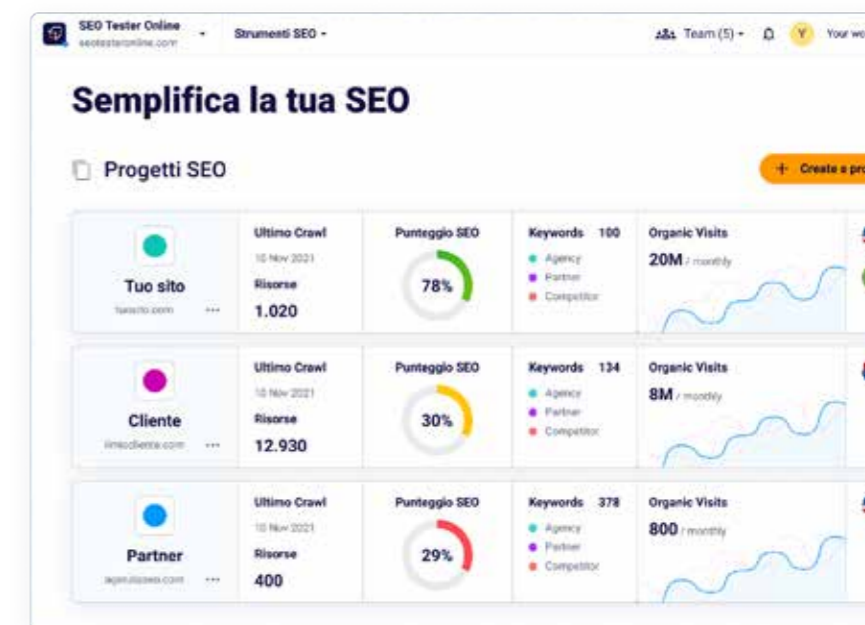 SEO Tester Online
seotesteronline.com
Strumenti SEO
Team (5)
Y
Your
Semplifica la tua SEO
Progetti SEO
+ Create a
Tuo sito
tuosito.com
Ultimo Crawl
10 Nov 2021
Risorse
1.020
Punteggio SEO
78%
Keywords 100
Agency
Partner
Competitor
Organic Visits
20M / monthly
Cliente
ilmiocliente.com
Ultimo Crawl
10 Nov 2021
Risorse
12.930
Punteggio SEO
30%
Keywords 134
Agency
Partner
Competitor
Organic Visits
8M / monthly
Partner
Ultimo Crawl
10 Nov 2021
Risorse
400
Punteggio SEO
29%
Keywords 378
Agency
Partner
Competitor
Organic Visits
800 / monthly